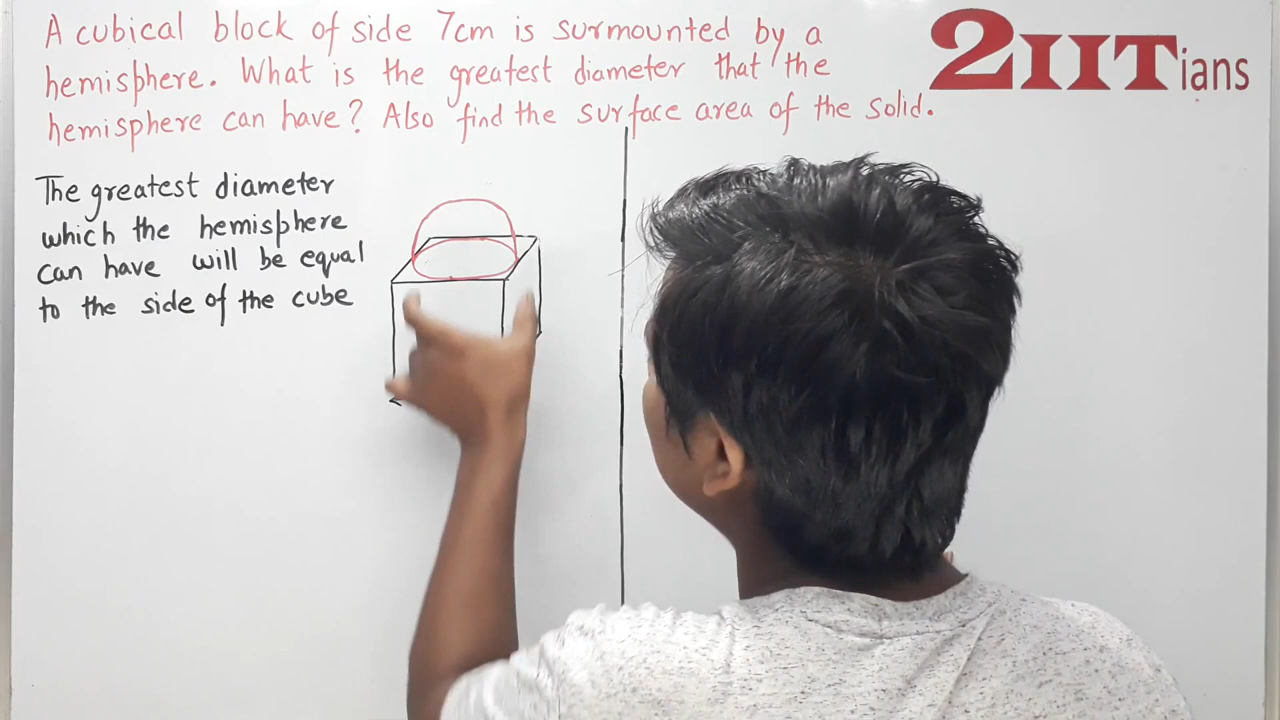 A cubical block of side 7cm is surmounted by a
hemisphere. What is the greatest diameter that the
hemisphere can have? Also find the surface area of the solid.
2IITians
The greatest diameter
which the hemisphere
can have will be equal
to the side of the cube